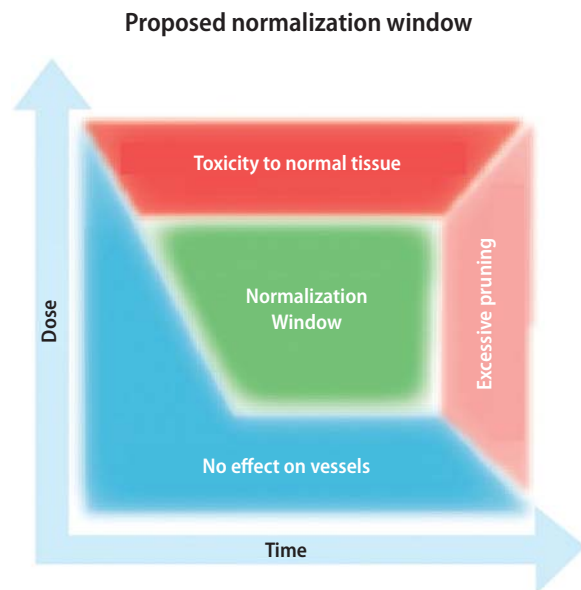 Proposed normalization window
Toxicity to normal tissue
Normalization
Window
Excessive pruning
Dose
No effect on vessels
Time